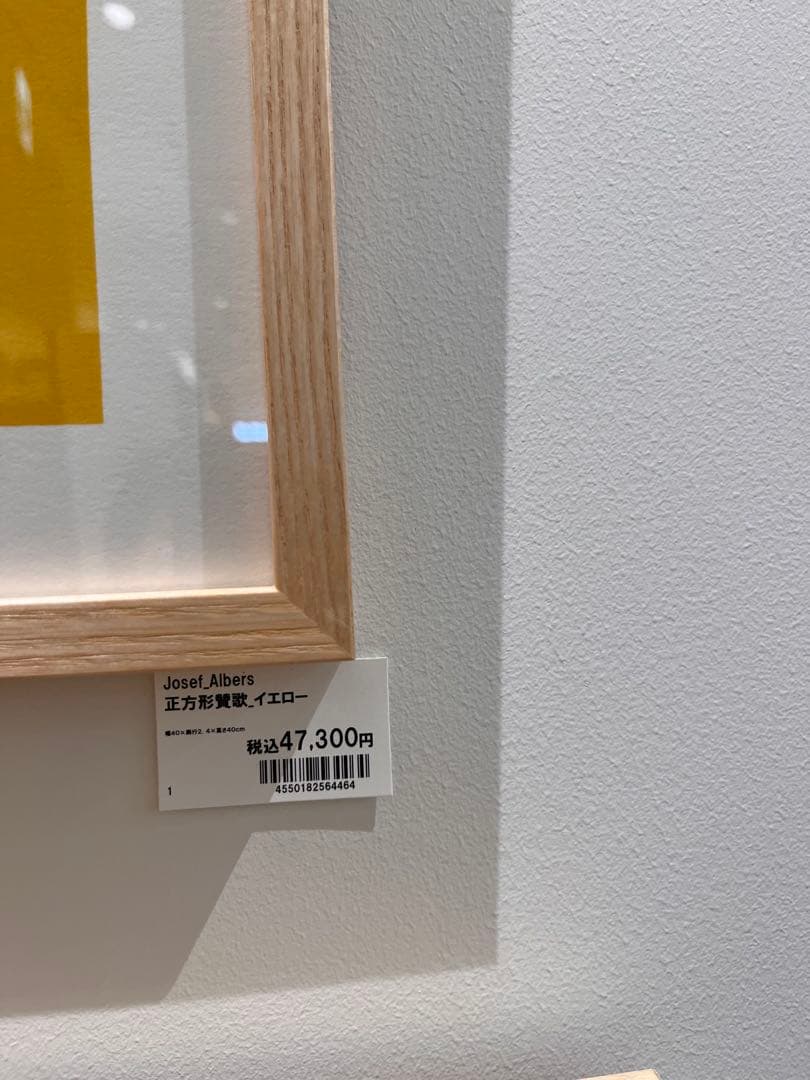 Josef_Albers
正方形賛歌_イエロー
幅40×奥行2.4×高さ40cm
税込47,300円
4550182564464
1